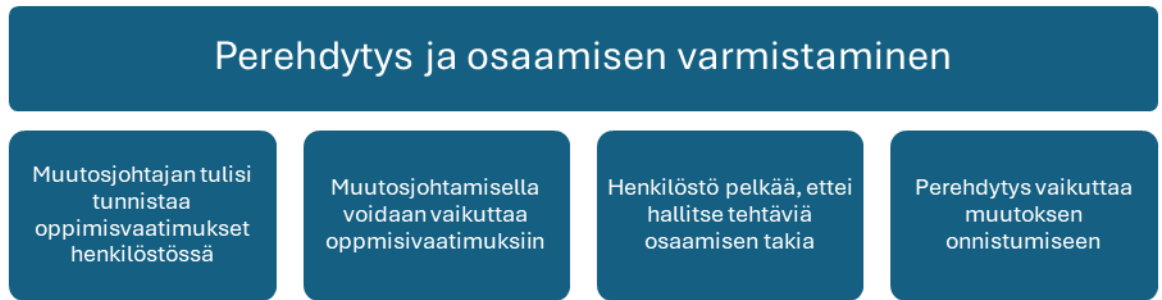 Perehdytys ja osaamisen varmistaminen
Muutosjohtajan tulisi
tunnistaa
oppimisvaatimukset
henkilöstössä
Muutosjohtamisella
voidaan vaikuttaa
oppmisivaatimuksiin
Henkilöstö pelkää, ettei
hallitse tehtäviä
osaamisen takia
Perehdytys vaikuttaa
muutoksen
onnistumiseen